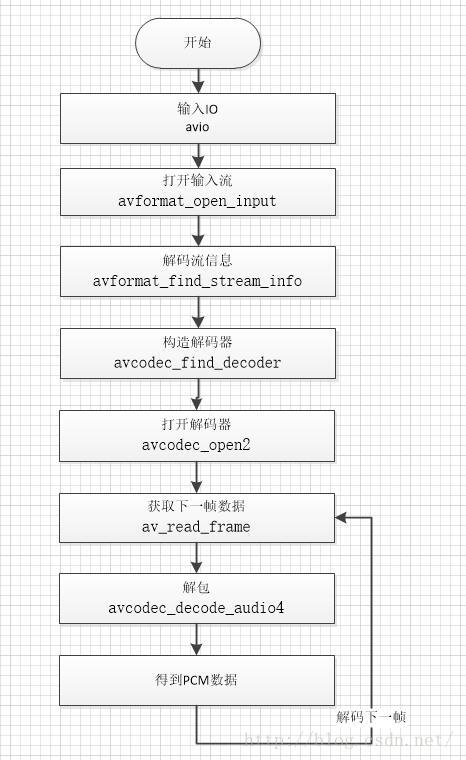 开始
输入IO
avio
打开输入流
avformat_open_input
解码流信息
avformat_find_stream_info
构造解码器
avcodec_find_decoder
打开解码器
avcodec_open2
获取下一帧数据
av_read_frame
解包
avcodec_decode_audio4
得到PCM数据
解码下一帧
http://blog.csdn.net/